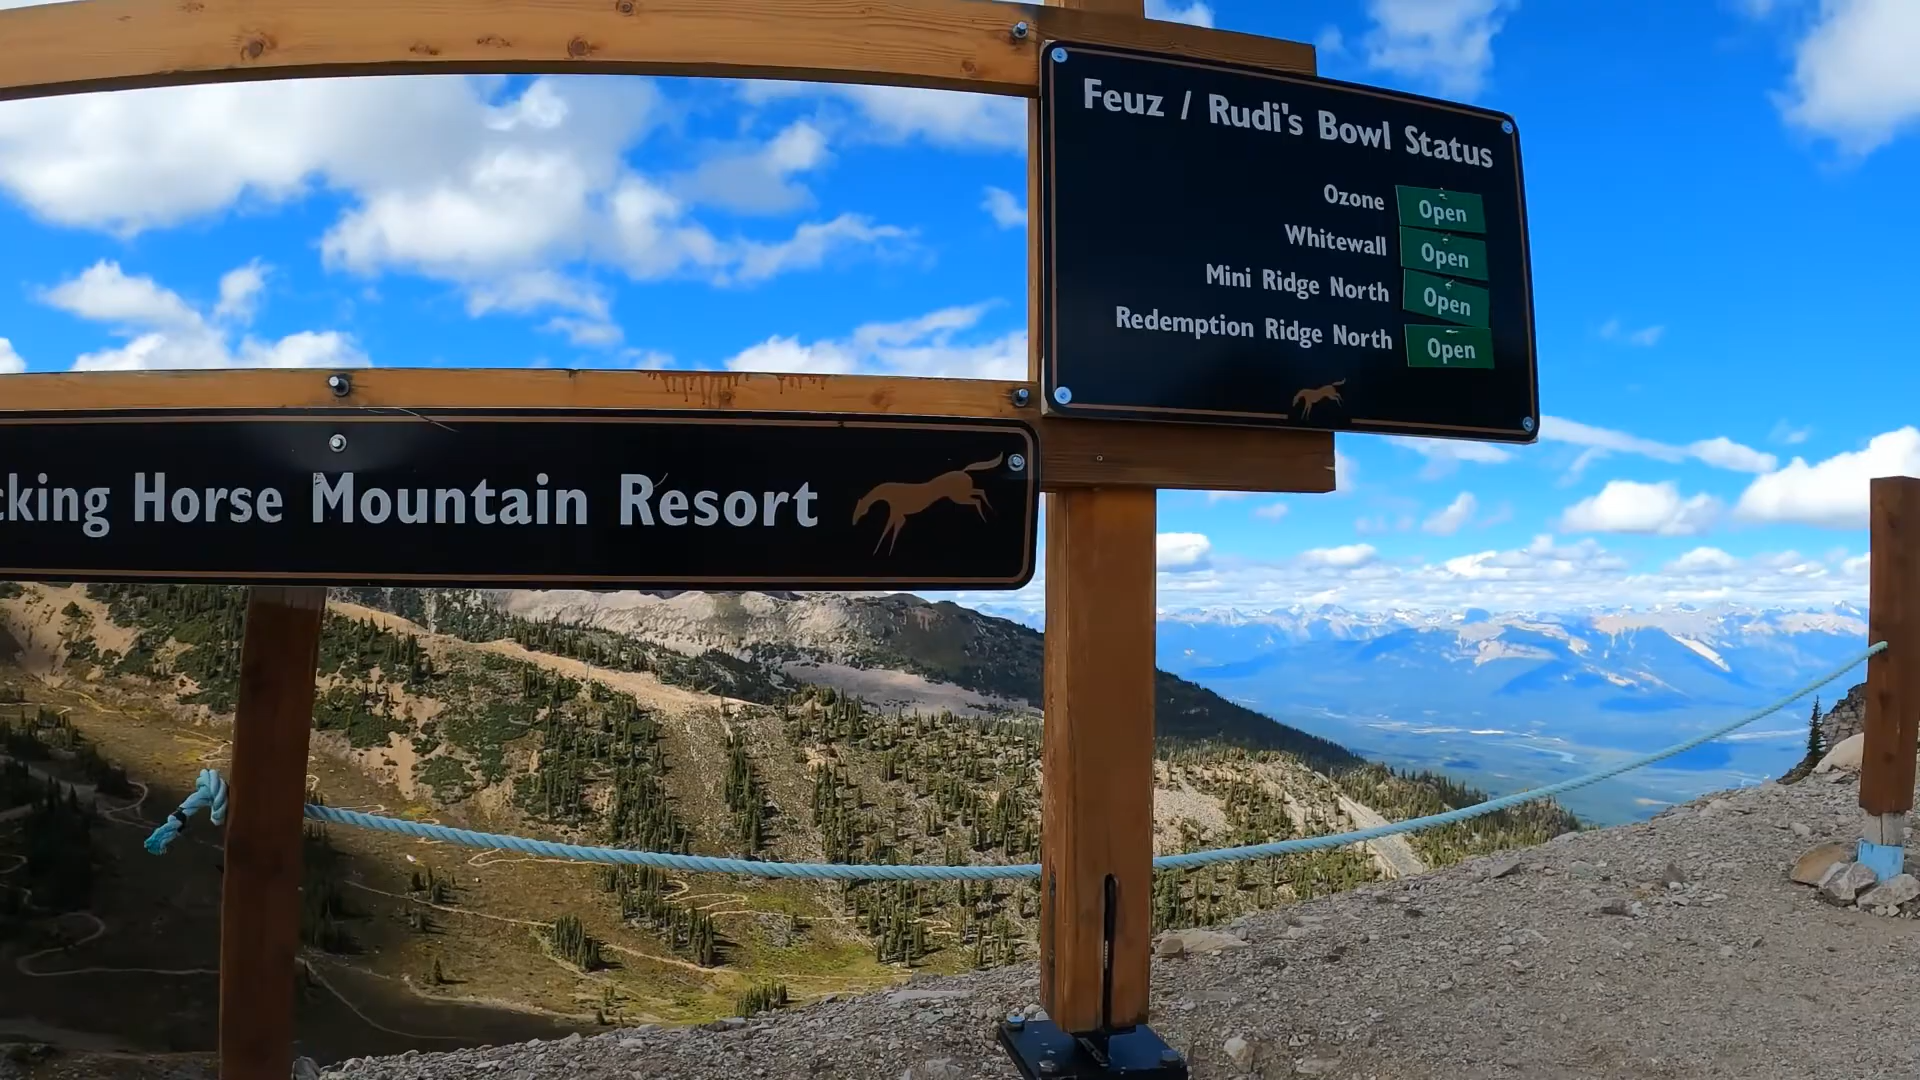 Feuz / Rudi's Bowl Status
Ozone Open
Whitewall Open
Mini Ridge North Open
Redemption Ridge North Open
cking Horse Mountain Resort